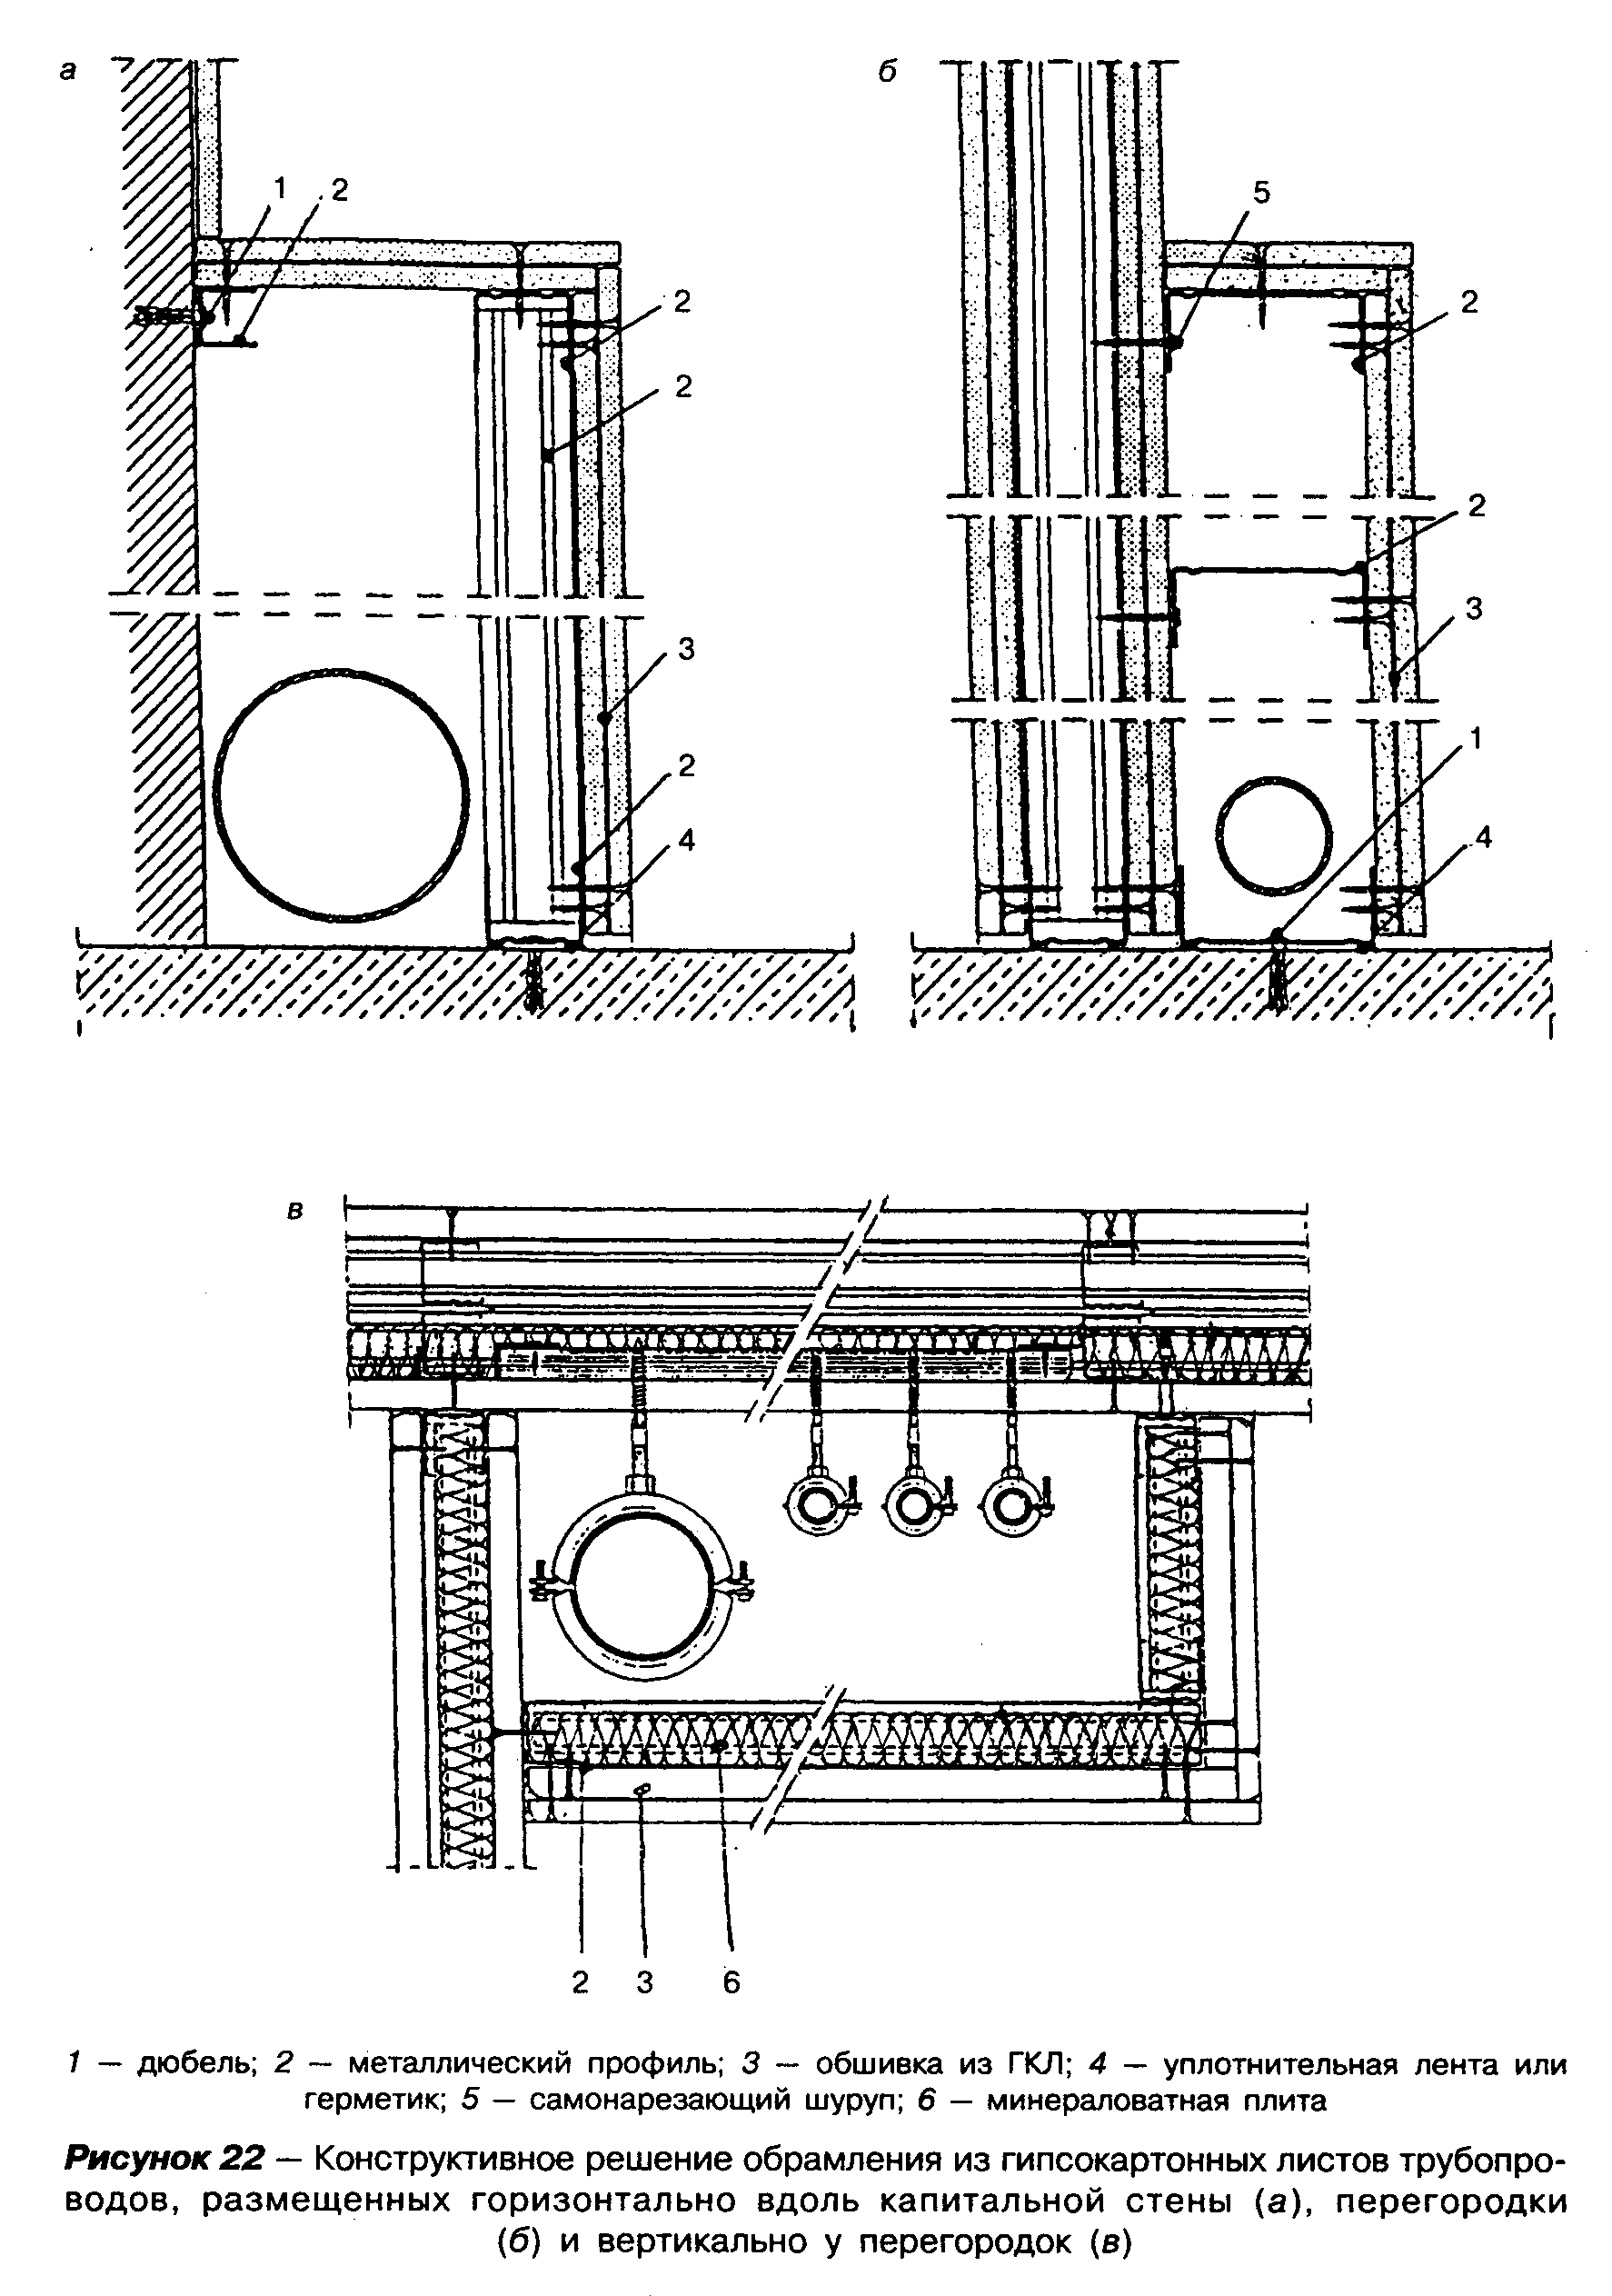 а
б
1 2
5
2
2
2
2
3
3
2
1
4
4
в
2 3 6
1 — дюбель; 2 — металлический профиль; 3 — обшивка из ГКЛ; 4 — уплотнительная лента или
герметик; 5 — самонарезающий шуруп; 6 — минераловатная плита
Рисунок 22 — Конструктивное решение обрамления из гипсокартонных листов трубопро-
водов, размещенных горизонтально вдоль капитальной стены (а), перегородки
(б) и вертикально у перегородок (в)